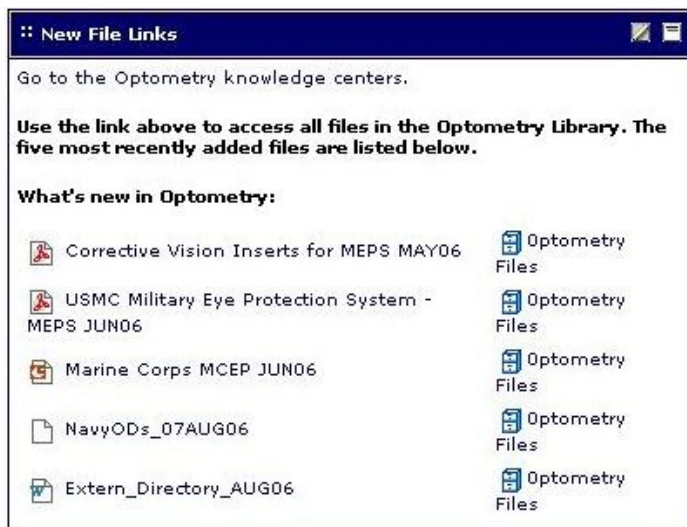 :: New File Links
Go to the Optometry knowledge centers.
Use the link above to access all files in the Optometry Library. The
five most recently added files are listed below.
What's new in Optometry:
Corrective Vision Inserts for MEPS MAY06 Optometry
Files
USMC Military Eye Protection System - Optometry
MEPS JUN06 Files
Marine Corps MCEP JUN06 Optometry
Files
NavyODs_07AUG06 Optometry
Files
Extern_Directory_AUG06 Optometry
Files